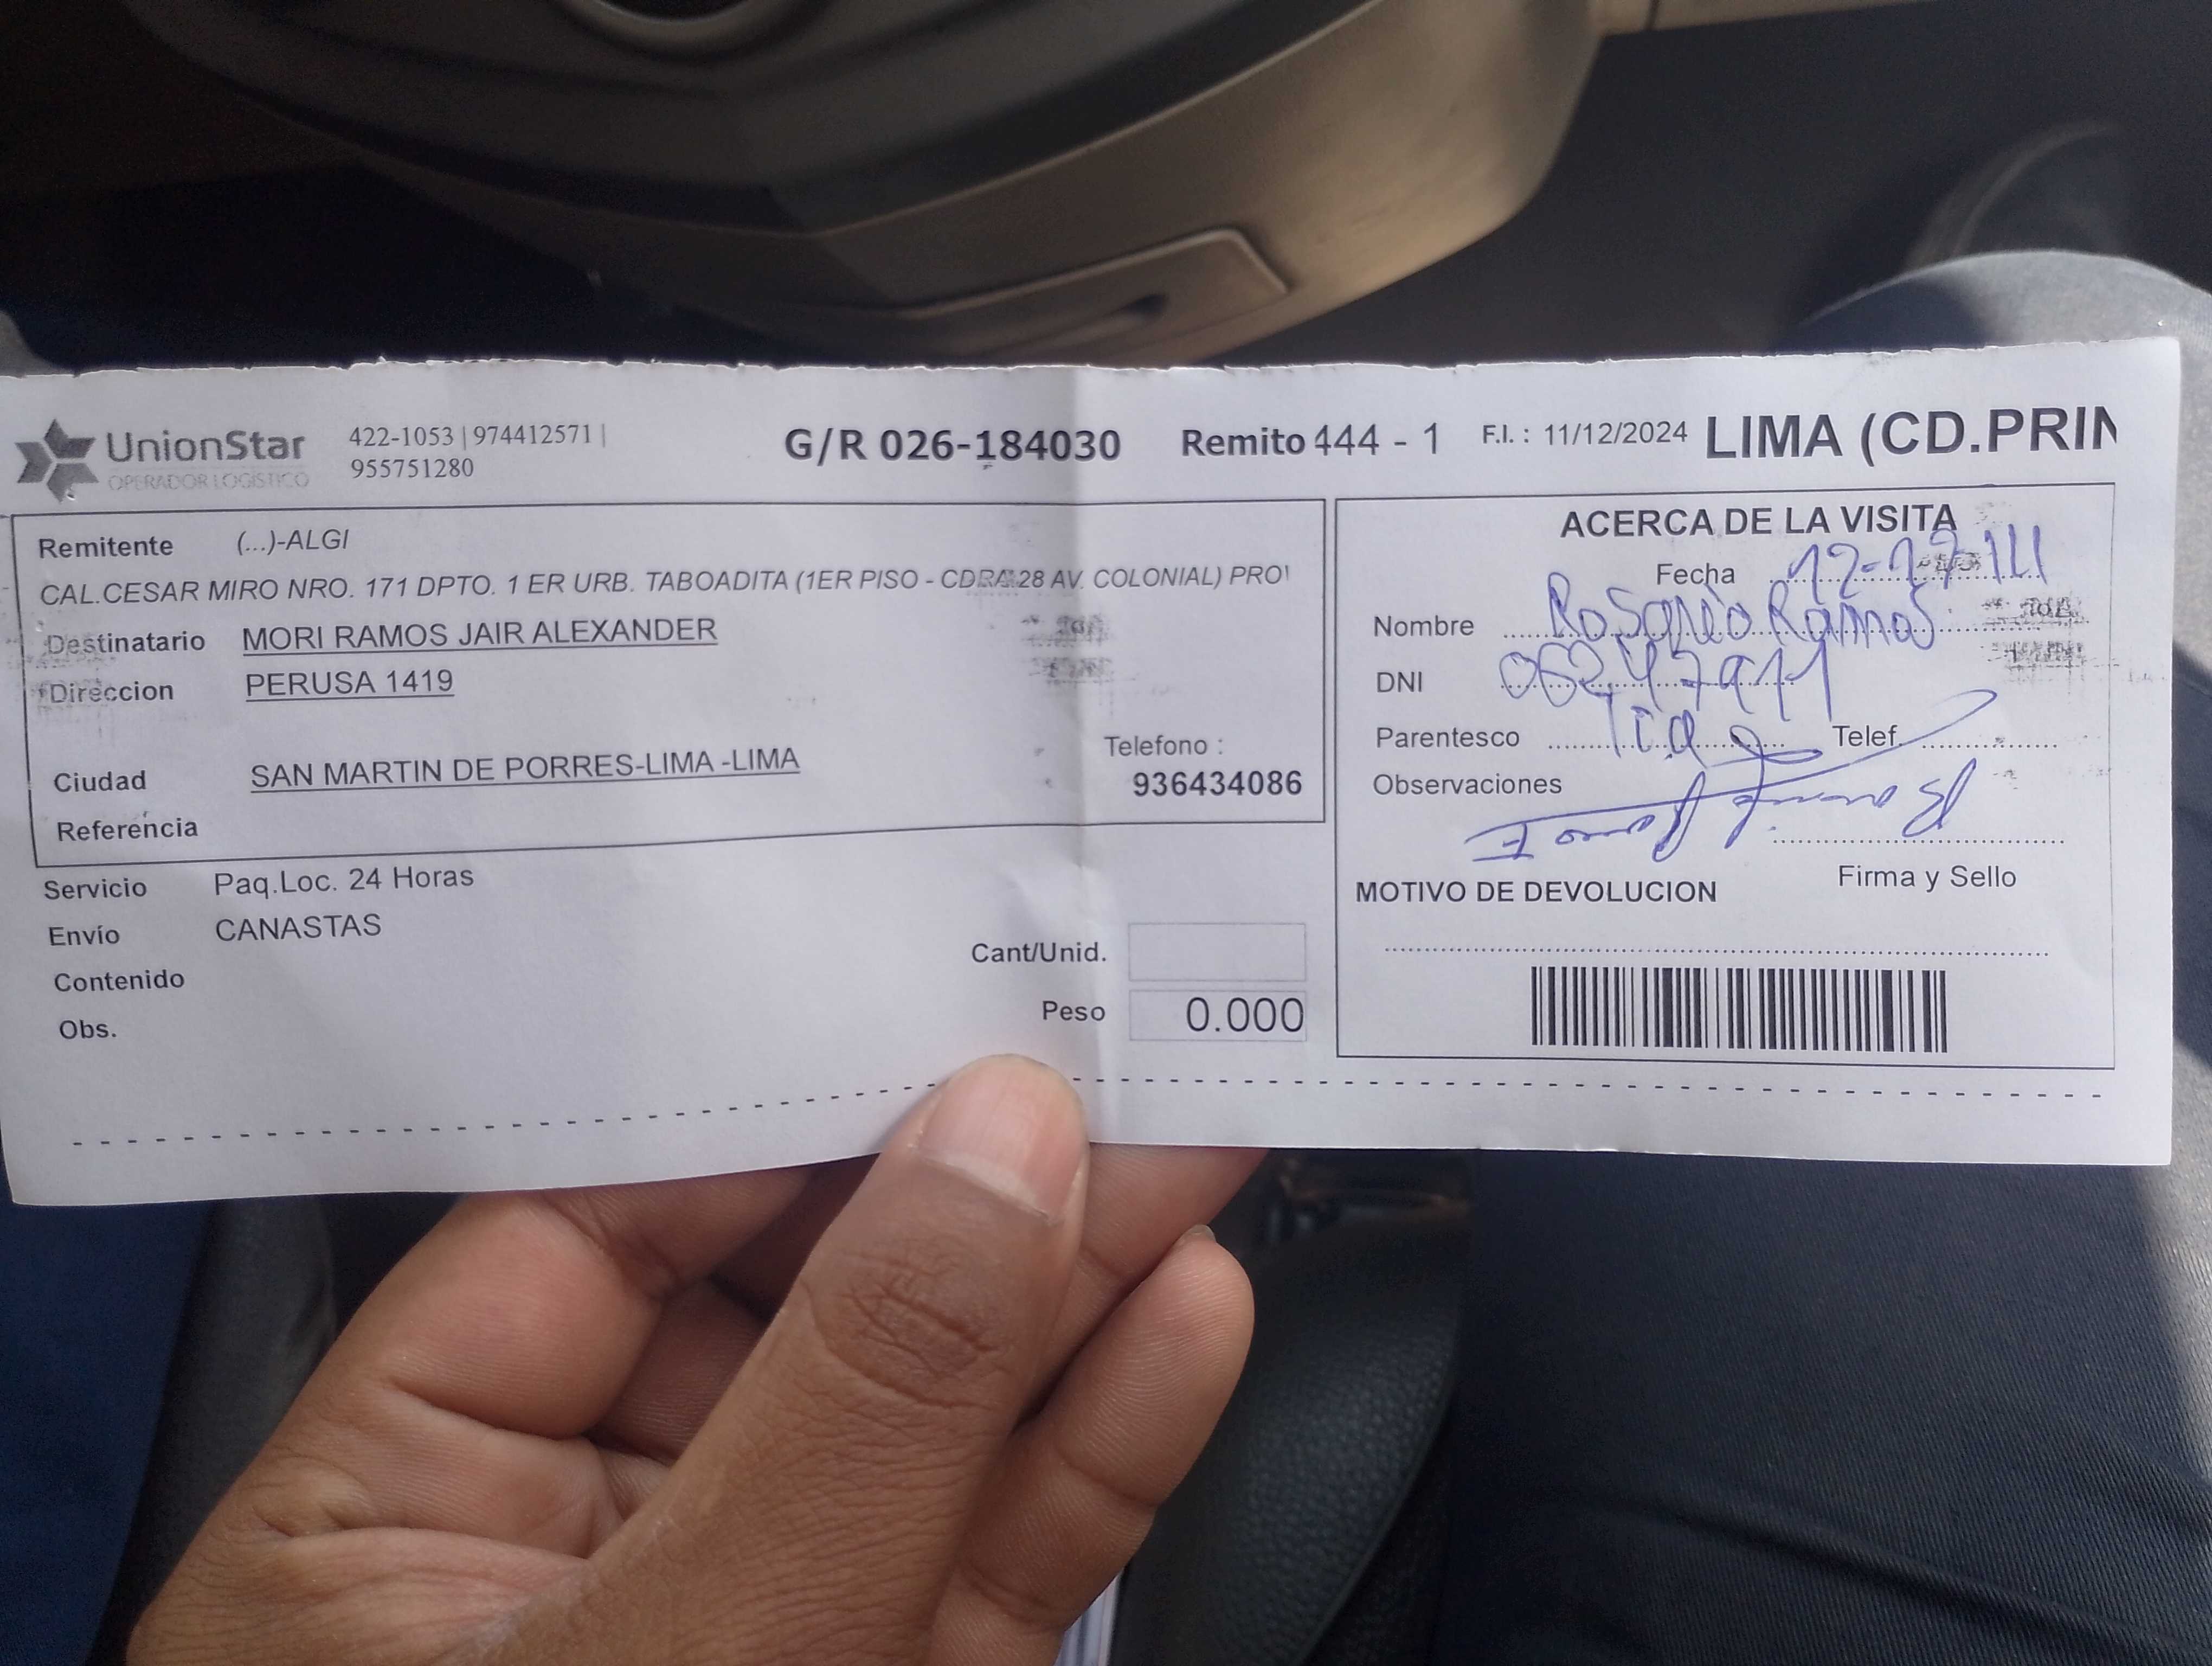 UnionStar
OPERADOR LOGÍSTICO
422-1053 | 974412571 |
955751280
G/R 026-184030
Remito 444 - 1
F.I. : 11/12/2024
LIMA (CD.PRIN
Remitente (...)-ALGI
CAL.CESAR MIRO NRO. 171 DPTO. 1 ER URB. TABOADITA (1ER PISO - CDRA 28 AV. COLONIAL) PRO
Destinatario MORI RAMOS JAIR ALEXANDER
Direccion PERUSA 1419
Ciudad SAN MARTIN DE PORRES-LIMA -LIMA
Telefono :
936434086
Referencia
Servicio Paq.Loc. 24 Horas
Envío CANASTAS
Contenido
Obs.
Cant/Unid.
Peso 0.000
ACERCA DE LA VISITA
Fecha
Nombre Rosario Ramos
DNI
Parentesco Tia Telef.
Observaciones
Firma y Sello
MOTIVO DE DEVOLUCION